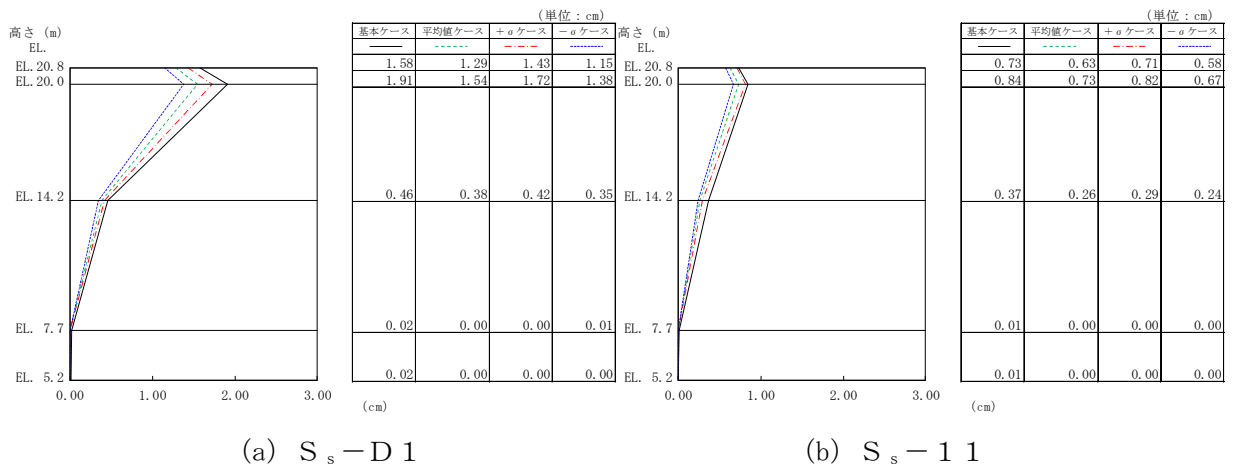 (単位：cm)
高さ (m)
EL.
基本ケース 平均値ケース ＋σケース －σケース
EL.20.8 1.58 1.29 1.43 1.15
EL.20.0 1.91 1.54 1.72 1.38
EL.14.2 0.46 0.38 0.42 0.35
EL. 7.7 0.02 0.00 0.00 0.01
EL. 5.2 0.02 0.00 0.00 0.00
0.00 1.00 2.00 3.00
(cm)
(a) Ｓｓ－Ｄ１
(単位：cm)
高さ (m)
EL.
基本ケース 平均値ケース ＋σケース －σケース
EL.20.8 0.73 0.63 0.71 0.58
EL.20.0 0.84 0.73 0.82 0.67
EL.14.2 0.37 0.26 0.29 0.24
EL. 7.7 0.01 0.00 0.00 0.00
EL. 5.2 0.01 0.00 0.00 0.00
0.00 1.00 2.00 3.00
(cm)
(b) Ｓｓ－１１